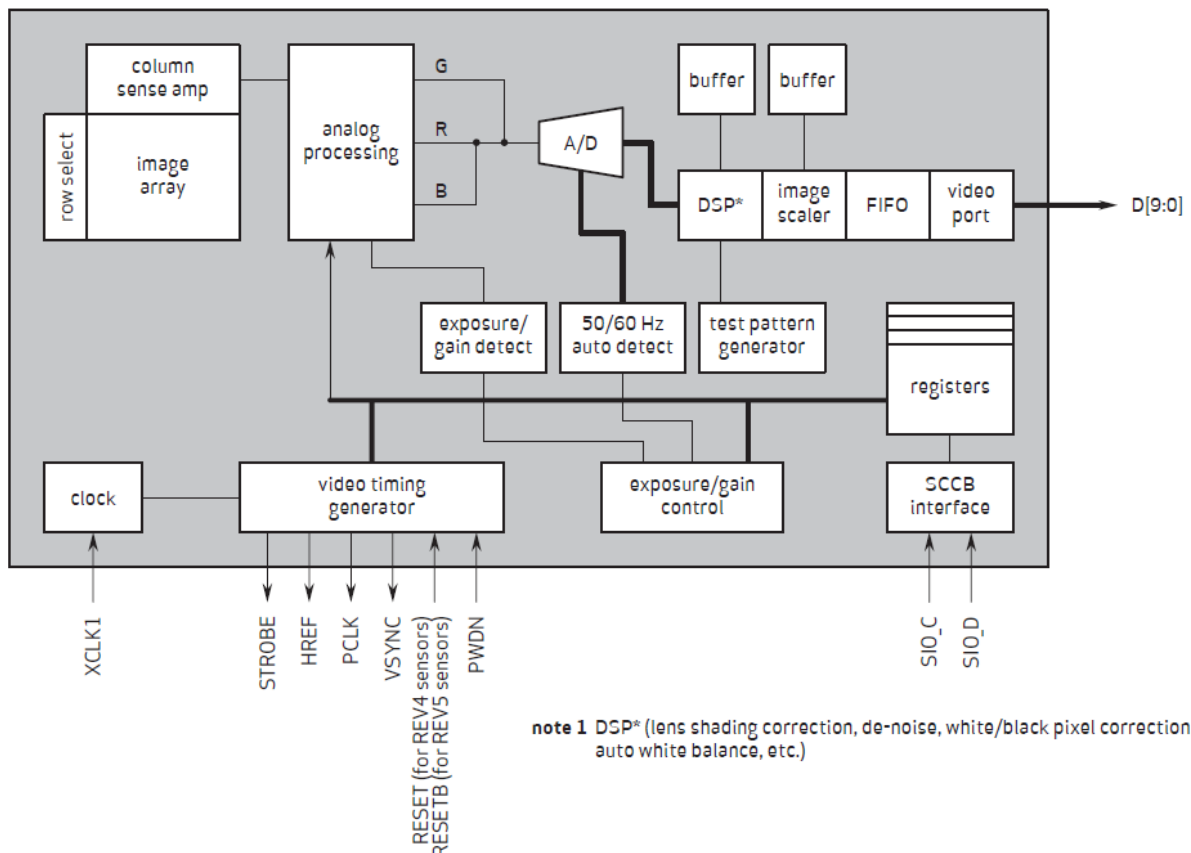 column
sense amp
row select
image
array
analog
processing
G
R
B
A/D
buffer
buffer
DSP*
image
scaler
FIFO
video
port
D[9:0]
exposure/
gain detect
50/60 Hz
auto detect
test pattern
generator
registers
clock
video timing
generator
exposure/gain
control
SCCB
interface
XCLK1
STROBE
HREF
PCLK
VSYNC
RESET (for REV4 sensors)
RESETB (for REV5 sensors)
PWDN
SIO_C
SIO_D
note 1 DSP* (lens shading correction, de-noise, white/black pixel correction
auto white balance, etc.)